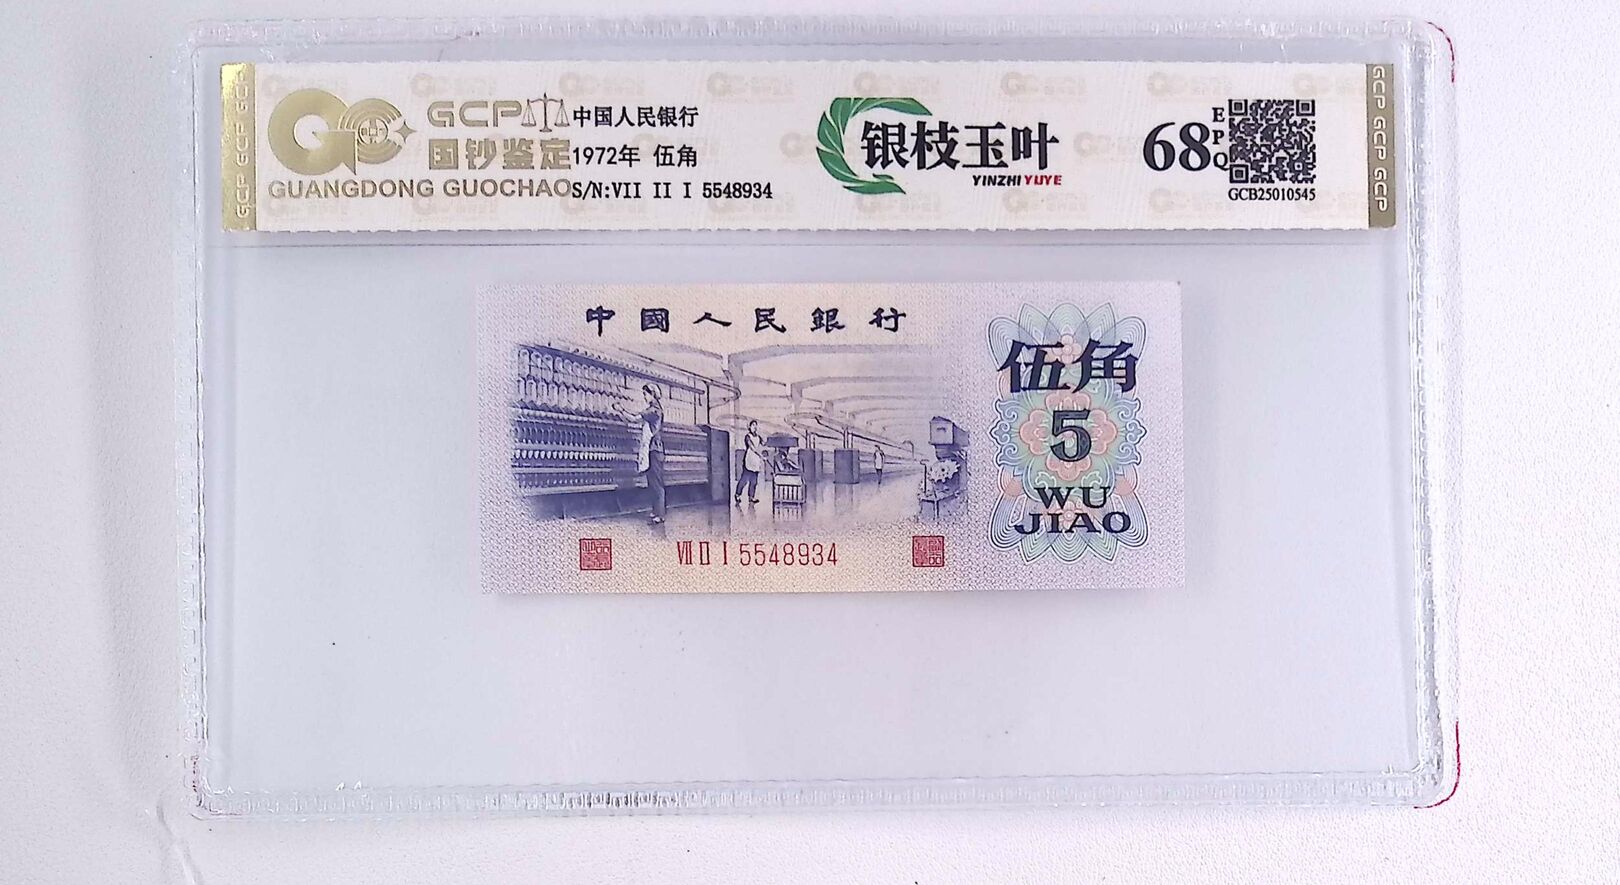 GCP 中国人民银行
国钞鉴定 1972年 伍角
GUANGDONG GUOCHAO S/N:VII II I 5548934
银枝玉叶
YINZHI YUYE
68 EPQ
GCB25010545
GCP GCP GCP
GCP GCP GCP
中國人民銀行
伍角
5
WU
JIAO
Ⅶ Ⅱ Ⅰ 5548934